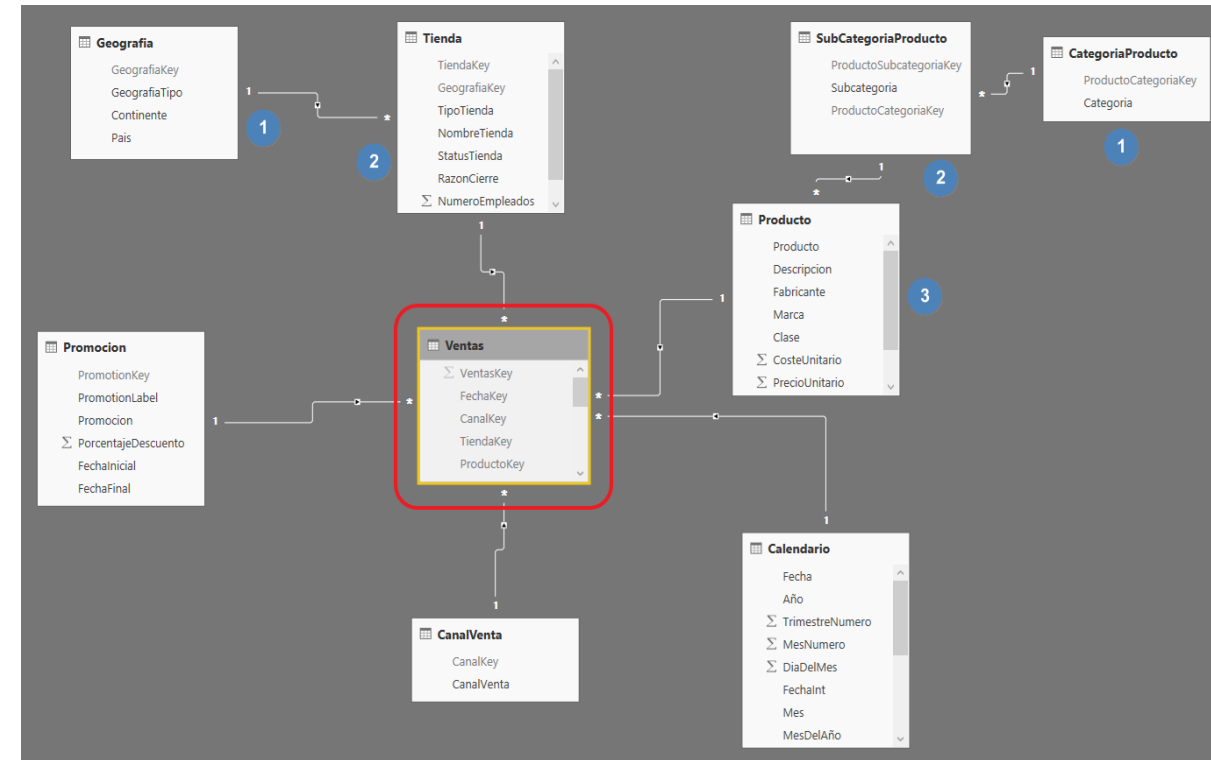 Geografia
GeografiaKey
GeografiaTipo
Continente
Pais
1
1
*
2
Tienda
TiendaKey
GeografiaKey
TipoTienda
NombreTienda
StatusTienda
RazonCierre
Σ NumeroEmpleados
1
*
SubCategoriaProducto
ProductoSubcategoriaKey
Subcategoria
ProductoCategoriaKey
*
1
CategoriaProducto
ProductoCategoriaKey
Categoria
1
1
2
*
Producto
Producto
Descripcion
Fabricante
Marca
Clase
Σ CosteUnitario
Σ PrecioUnitario
3
1
*
Promocion
PromotionKey
PromotionLabel
Promocion
Σ PorcentajeDescuento
FechaInicial
FechaFinal
1
*
Ventas
Σ VentasKey
FechaKey
CanalKey
TiendaKey
ProductoKey
*
*
1
1
CanalVenta
CanalKey
CanalVenta
Calendario
Fecha
Año
Σ TrimestreNumero
Σ MesNumero
Σ DiaDelMes
FechaInt
Mes
MesDelAño